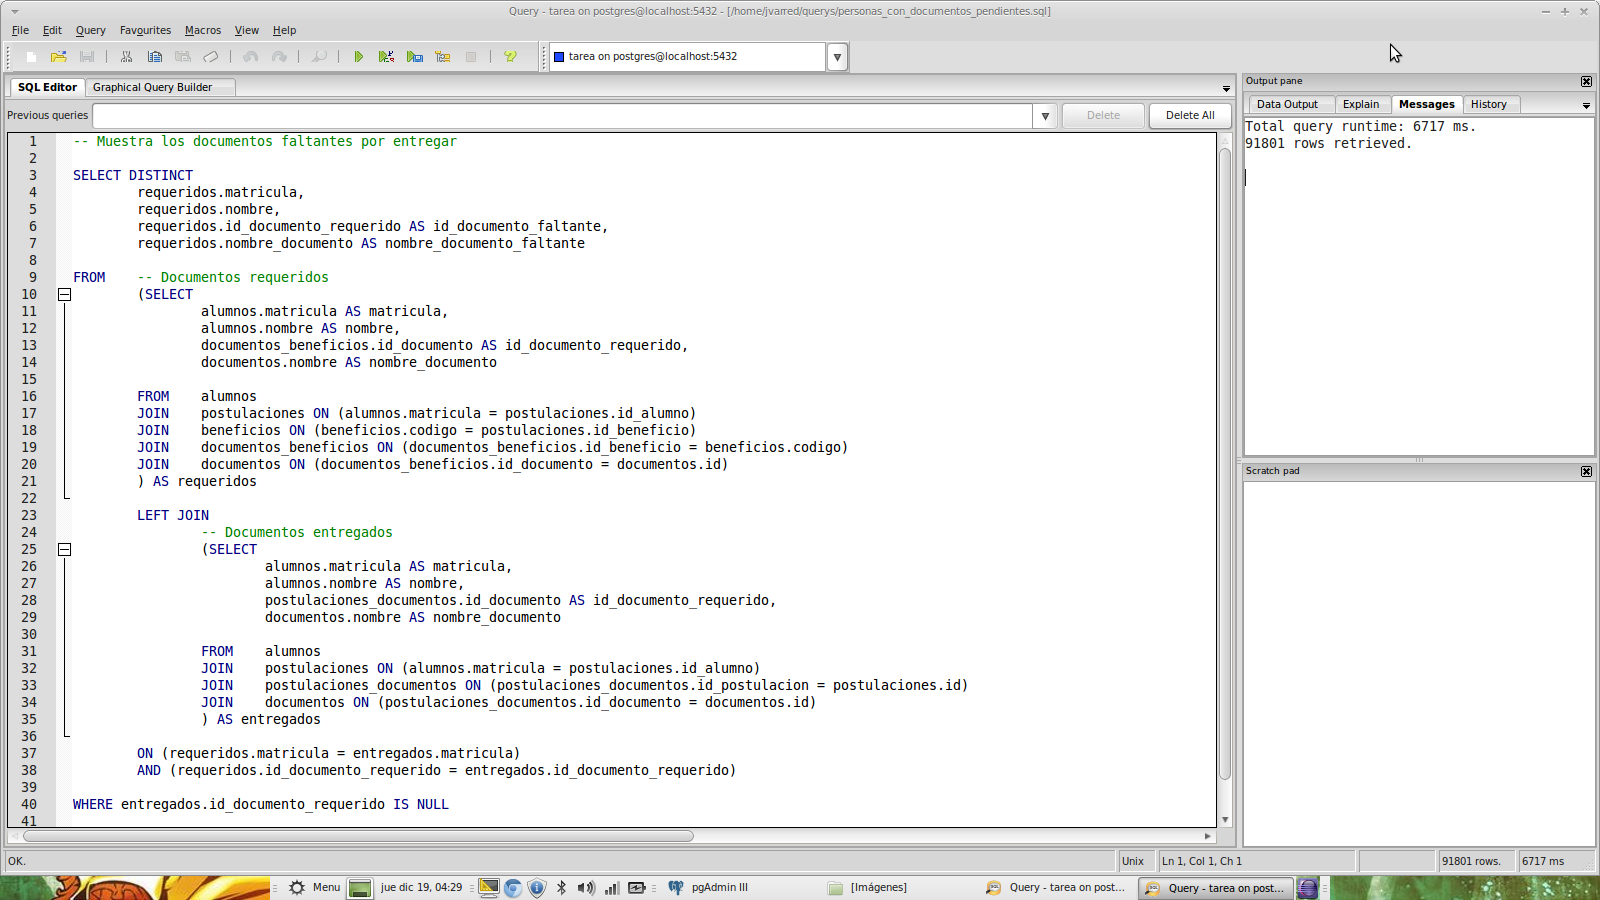 Query - tarea on postgres@localhost:5432 - [/home/jvarred/querys/personas_con_documentos_pendientes.sql]
File Edit Query Favourites Macros View Help
tarea on postgres@localhost:5432
SQL Editor Graphical Query Builder
Previous queries Delete Delete All
1 -- Muestra los documentos faltantes por entregar
2
3 SELECT DISTINCT
4 requeridos.matricula,
5 requeridos.nombre,
6 requeridos.id_documento_requerido AS id_documento_faltante,
7 requeridos.nombre_documento AS nombre_documento_faltante
8
9 FROM -- Documentos requeridos
10 (SELECT
11 alumnos.matricula AS matricula,
12 alumnos.nombre AS nombre,
13 documentos_beneficios.id_documento AS id_documento_requerido,
14 documentos.nombre AS nombre_documento
15
16 FROM alumnos
17 JOIN postulaciones ON (alumnos.matricula = postulaciones.id_alumno)
18 JOIN beneficios ON (beneficios.codigo = postulaciones.id_beneficio)
19 JOIN documentos_beneficios ON (documentos_beneficios.id_beneficio = beneficios.codigo)
20 JOIN documentos ON (documentos_beneficios.id_documento = documentos.id)
21 ) AS requeridos
22
23 LEFT JOIN
24 -- Documentos entregados
25 (SELECT
26 alumnos.matricula AS matricula,
27 alumnos.nombre AS nombre,
28 postulaciones_documentos.id_documento AS id_documento_requerido,
29 documentos.nombre AS nombre_documento
30
31 FROM alumnos
32 JOIN postulaciones ON (alumnos.matricula = postulaciones.id_alumno)
33 JOIN postulaciones_documentos ON (postulaciones_documentos.id_postulacion = postulaciones.id)
34 JOIN documentos ON (postulaciones_documentos.id_documento = documentos.id)
35 ) AS entregados
36
37 ON (requeridos.matricula = entregados.matricula)
38 AND (requeridos.id_documento_requerido = entregados.id_documento_requerido)
39
40 WHERE entregados.id_documento_requerido IS NULL
41
Output pane
Data Output Explain Messages History
Total query runtime: 6717 ms.
91801 rows retrieved.
Scratch pad
OK. Unix Ln 1, Col 1, Ch 1 91801 rows. 6717 ms
Menu jue dic 19, 04:29 pgAdmin III [Imágenes] Query - tarea on post... Query - tarea on post...